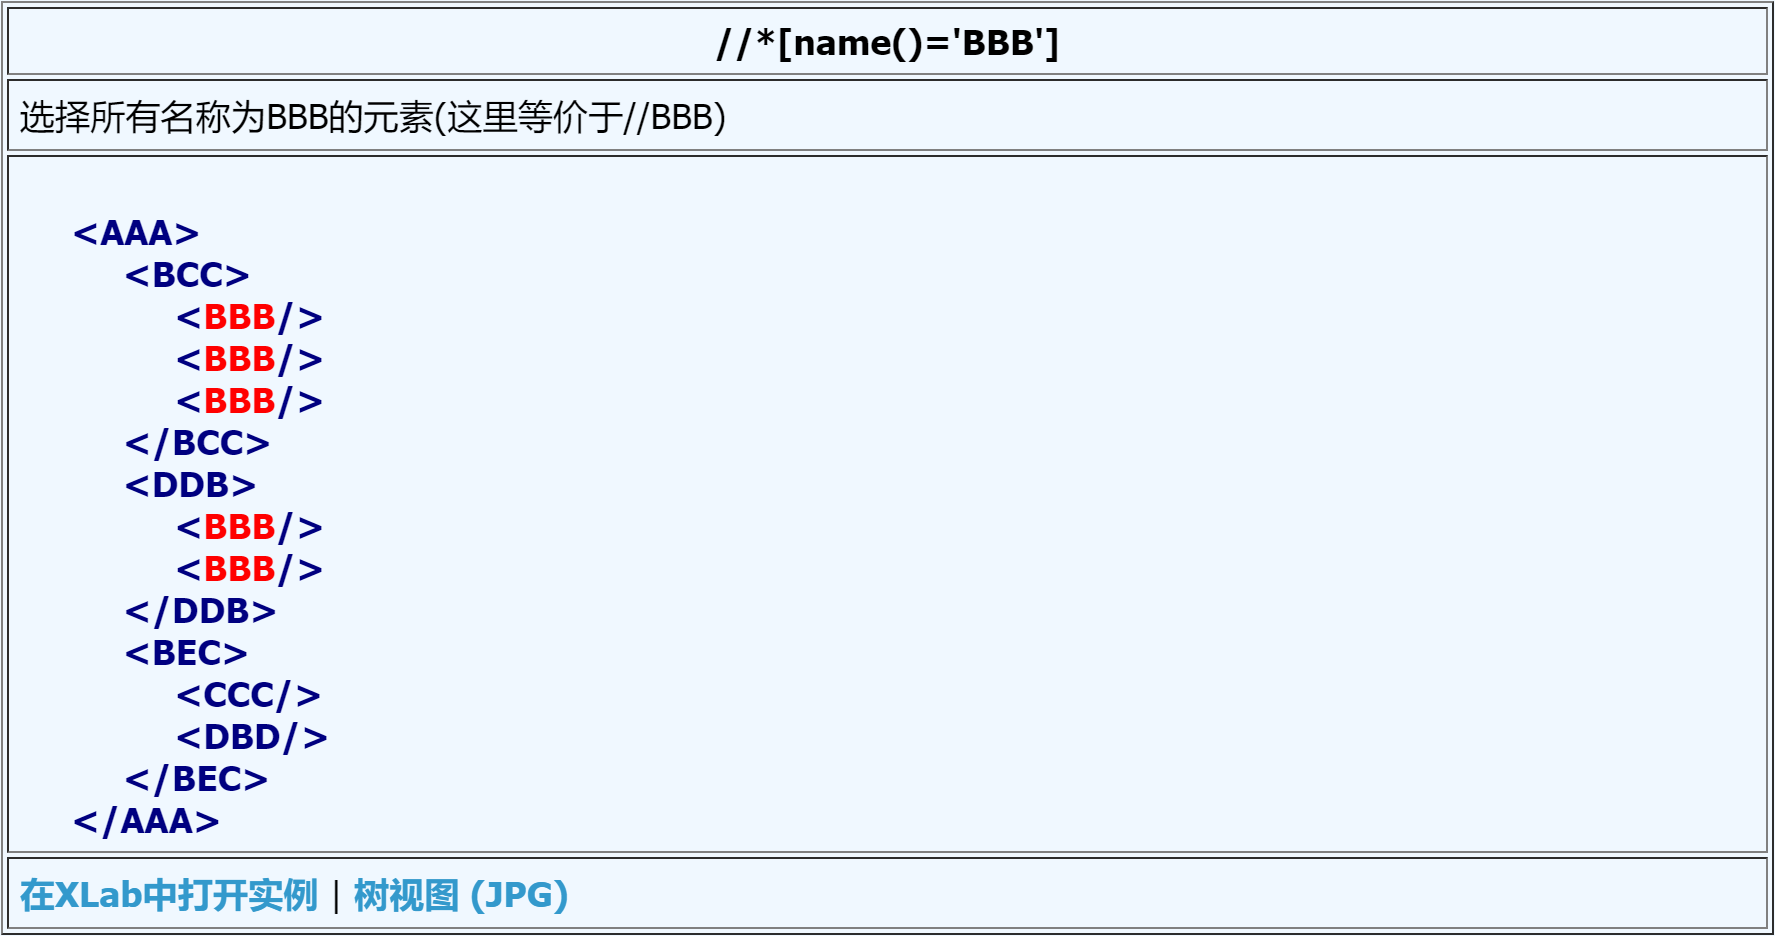 //*[name()='BBB']
选择所有名称为BBB的元素(这里等价于//BBB)
<AAA>
<BCC>
<BBB/>
<BBB/>
<BBB/>
</BCC>
<DDB>
<BBB/>
<BBB/>
</DDB>
<BEC>
<CCC/>
<DBD/>
</BEC>
</AAA>
在XLab中打开实例 | 树视图 (JPG)